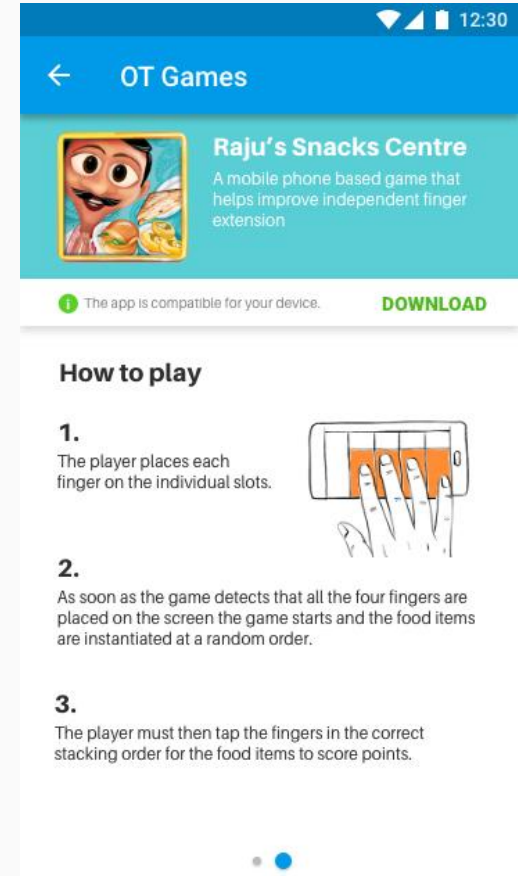 12:30
OT Games
Raju's Snacks Centre
A mobile phone based game that
helps improve independent finger
extension
The app is compatible for your device.
DOWNLOAD
How to play
1.
The player places each
finger on the individual slots.
2.
As soon as the game detects that all the four fingers are
placed on the screen the game starts and the food items
are instantiated at a random order.
3.
The player must then tap the fingers in the correct
stacking order for the food items to score points.